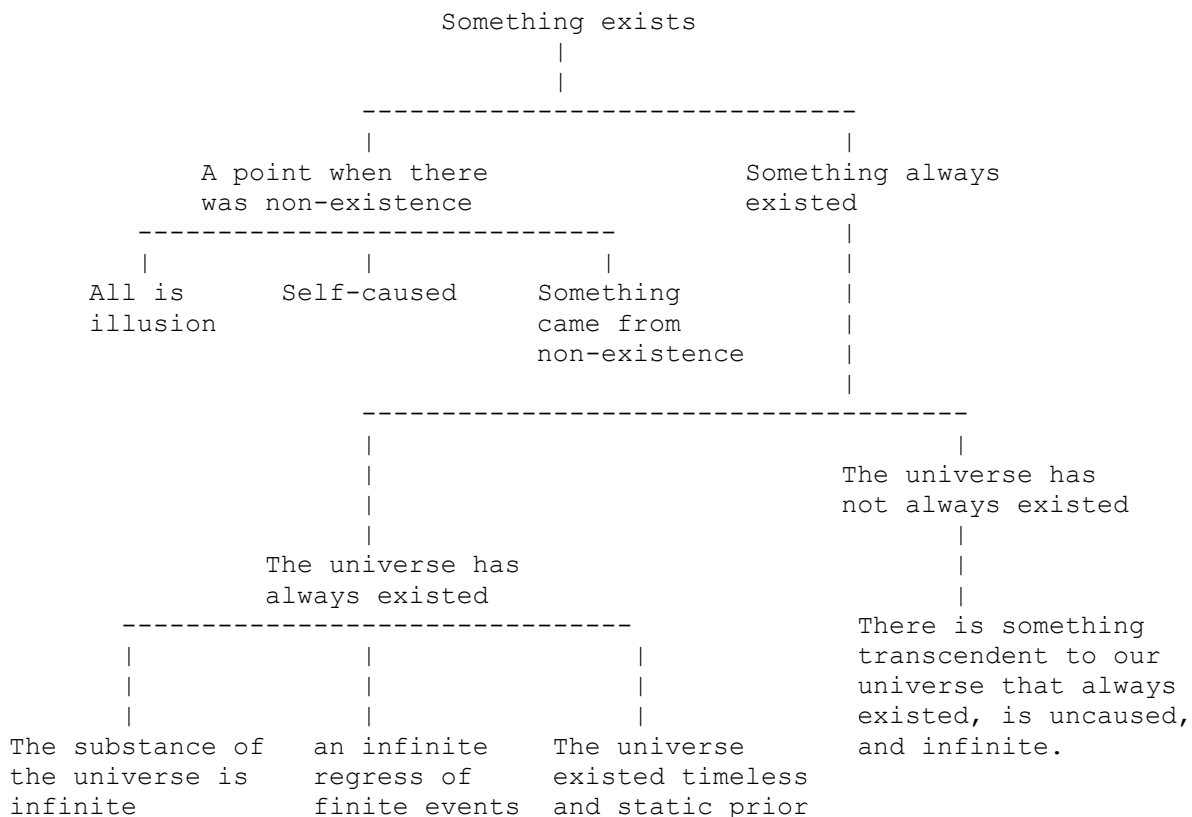 Something exists
A point when there
was non-existence
Something always
existed
All is
illusion
Self-caused
Something
came from
non-existence
The universe has
not always existed
The universe has
always existed
There is something
transcendent to our
universe that always
existed, is uncaused,
and infinite.
The substance of
the universe is
infinite
an infinite
regress of
finite events
The universe
existed timeless
and static prior